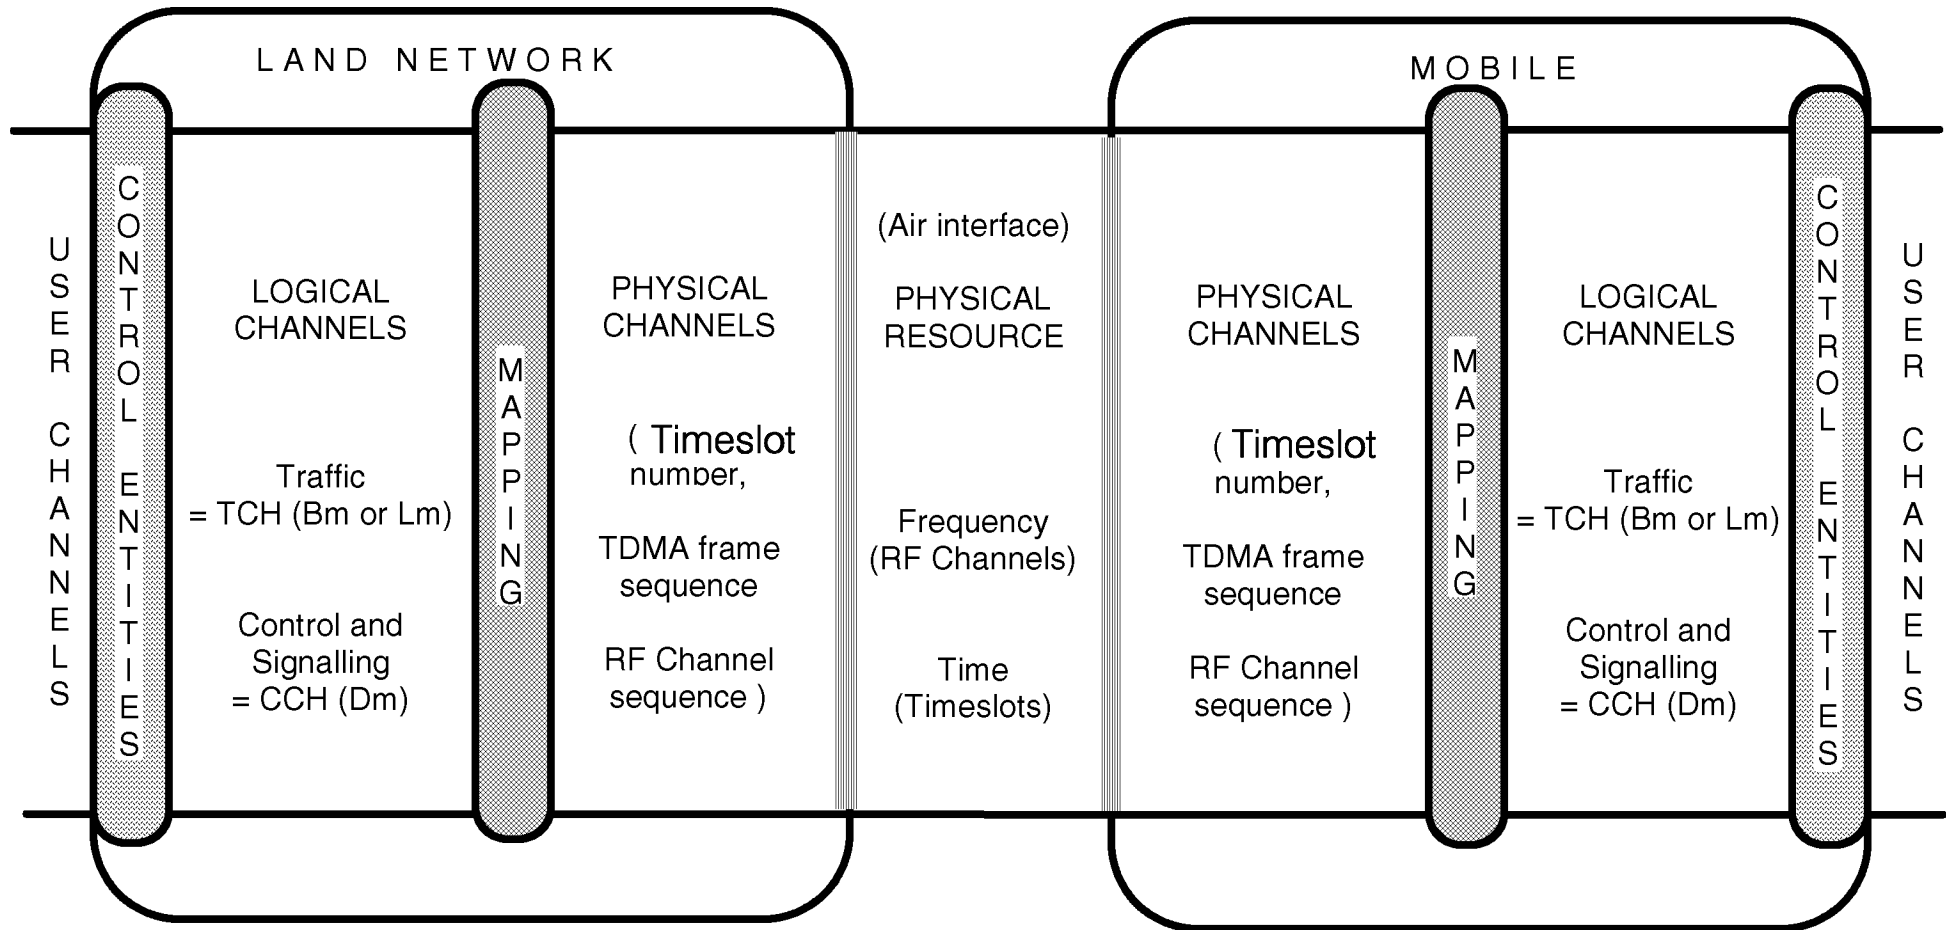 LAND NETWORK
MOBILE
USER CHANNELS
CONTROL ENTITIES
LOGICAL
CHANNELS
Traffic
= TCH (Bm or Lm)
Control and
Signalling
= CCH (Dm)
MAPPING
PHYSICAL
CHANNELS
( Timeslot
number,
TDMA frame
sequence
RF Channel
sequence )
(Air interface)
PHYSICAL
RESOURCE
Frequency
(RF Channels)
Time
(Timeslots)
PHYSICAL
CHANNELS
( Timeslot
number,
TDMA frame
sequence
RF Channel
sequence )
MAPPING
LOGICAL
CHANNELS
Traffic
= TCH (Bm or Lm)
Control and
Signalling
= CCH (Dm)
CONTROL ENTITIES
USER CHANNELS